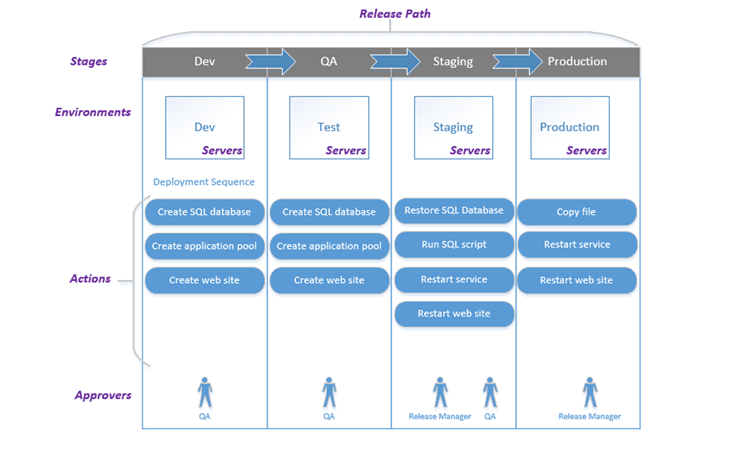 Release Path
Stages
Dev
QA
Staging
Production
Environments
Dev
Servers
Test
Servers
Staging
Servers
Production
Servers
Deployment Sequence
Actions
Create SQL database
Create application pool
Create web site
Create SQL database
Create application pool
Create web site
Restore SQL Database
Run SQL script
Restart service
Restart web site
Copy file
Restart service
Restart web site
Approvers
QA
QA
Release Manager
QA
Release Manager